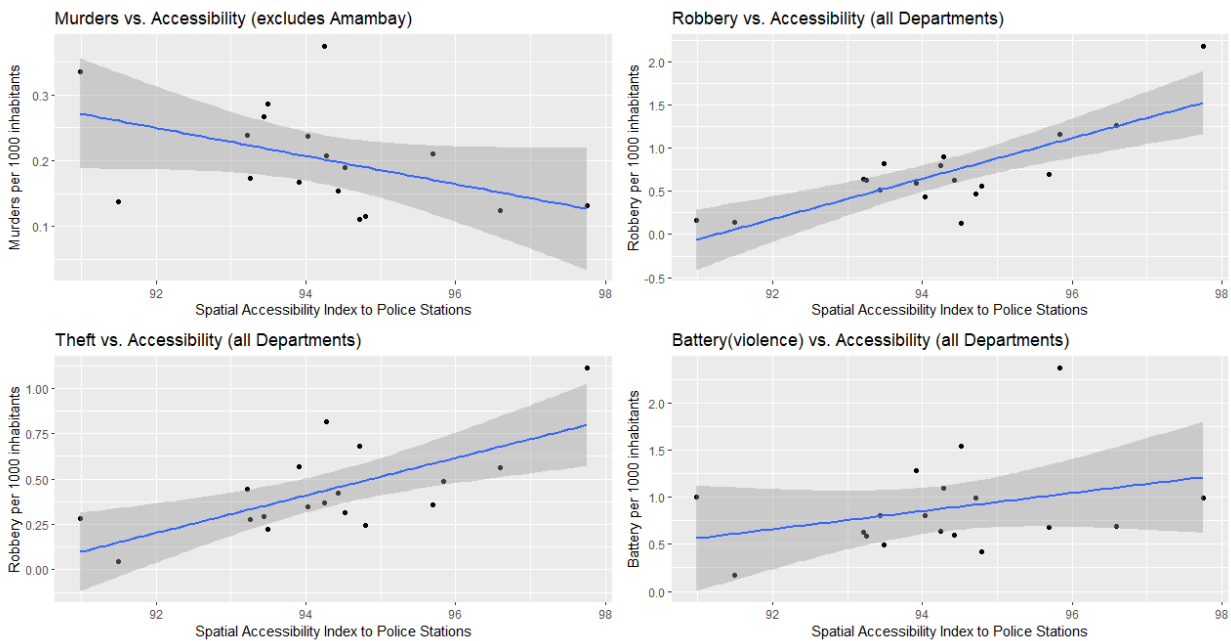 Murders vs. Accessibility (excludes Amambay)
Murders per 1000 inhabitants
0.3
0.2
0.1
92
94
96
98
Spatial Accessibility Index to Police Stations
Robbery vs. Accessibility (all Departments)
Robbery per 1000 inhabitants
2.0
1.5
1.0
0.5
0.0
-0.5
92
94
96
98
Spatial Accessibility Index to Police Stations
Theft vs. Accessibility (all Departments)
Robbery per 1000 inhabitants
1.00
0.75
0.50
0.25
0.00
92
94
96
98
Spatial Accessibility Index to Police Stations
Battery(violence) vs. Accessibility (all Departments)
Battery per 1000 inhabitants
2.0
1.5
1.0
0.5
0.0
92
94
96
98
Spatial Accessibility Index to Police Stations